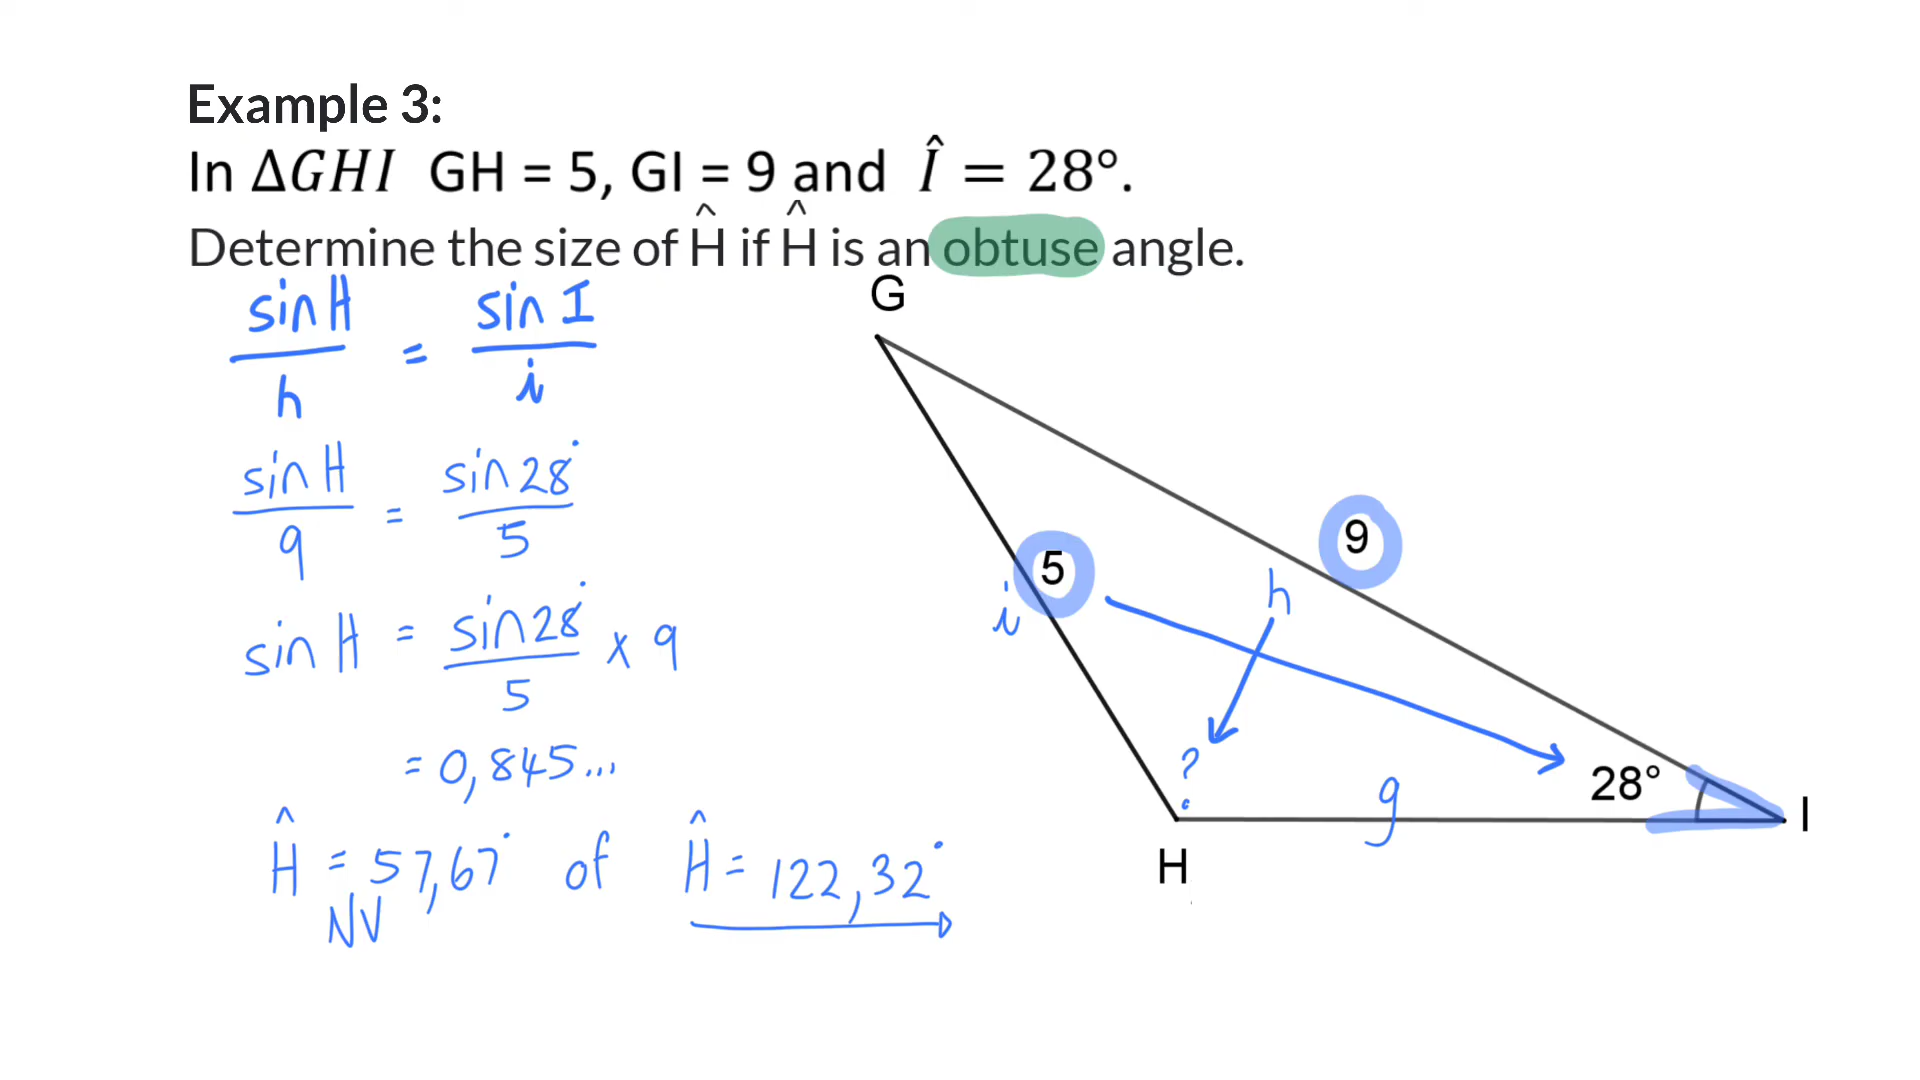 Example 3:
In ΔGHI GH = 5, GI = 9 and Î = 28°.
Determine the size of Ĥ if Ĥ is an obtuse angle.
sin H / h = sin I / i
sin H / 9 = sin 28° / 5
sin H = sin 28° / 5 × 9
= 0,845...
Ĥ = 57,67° of Ĥ = 122,32°
NV
G
5
9
i
h
?
28°
g
I
H